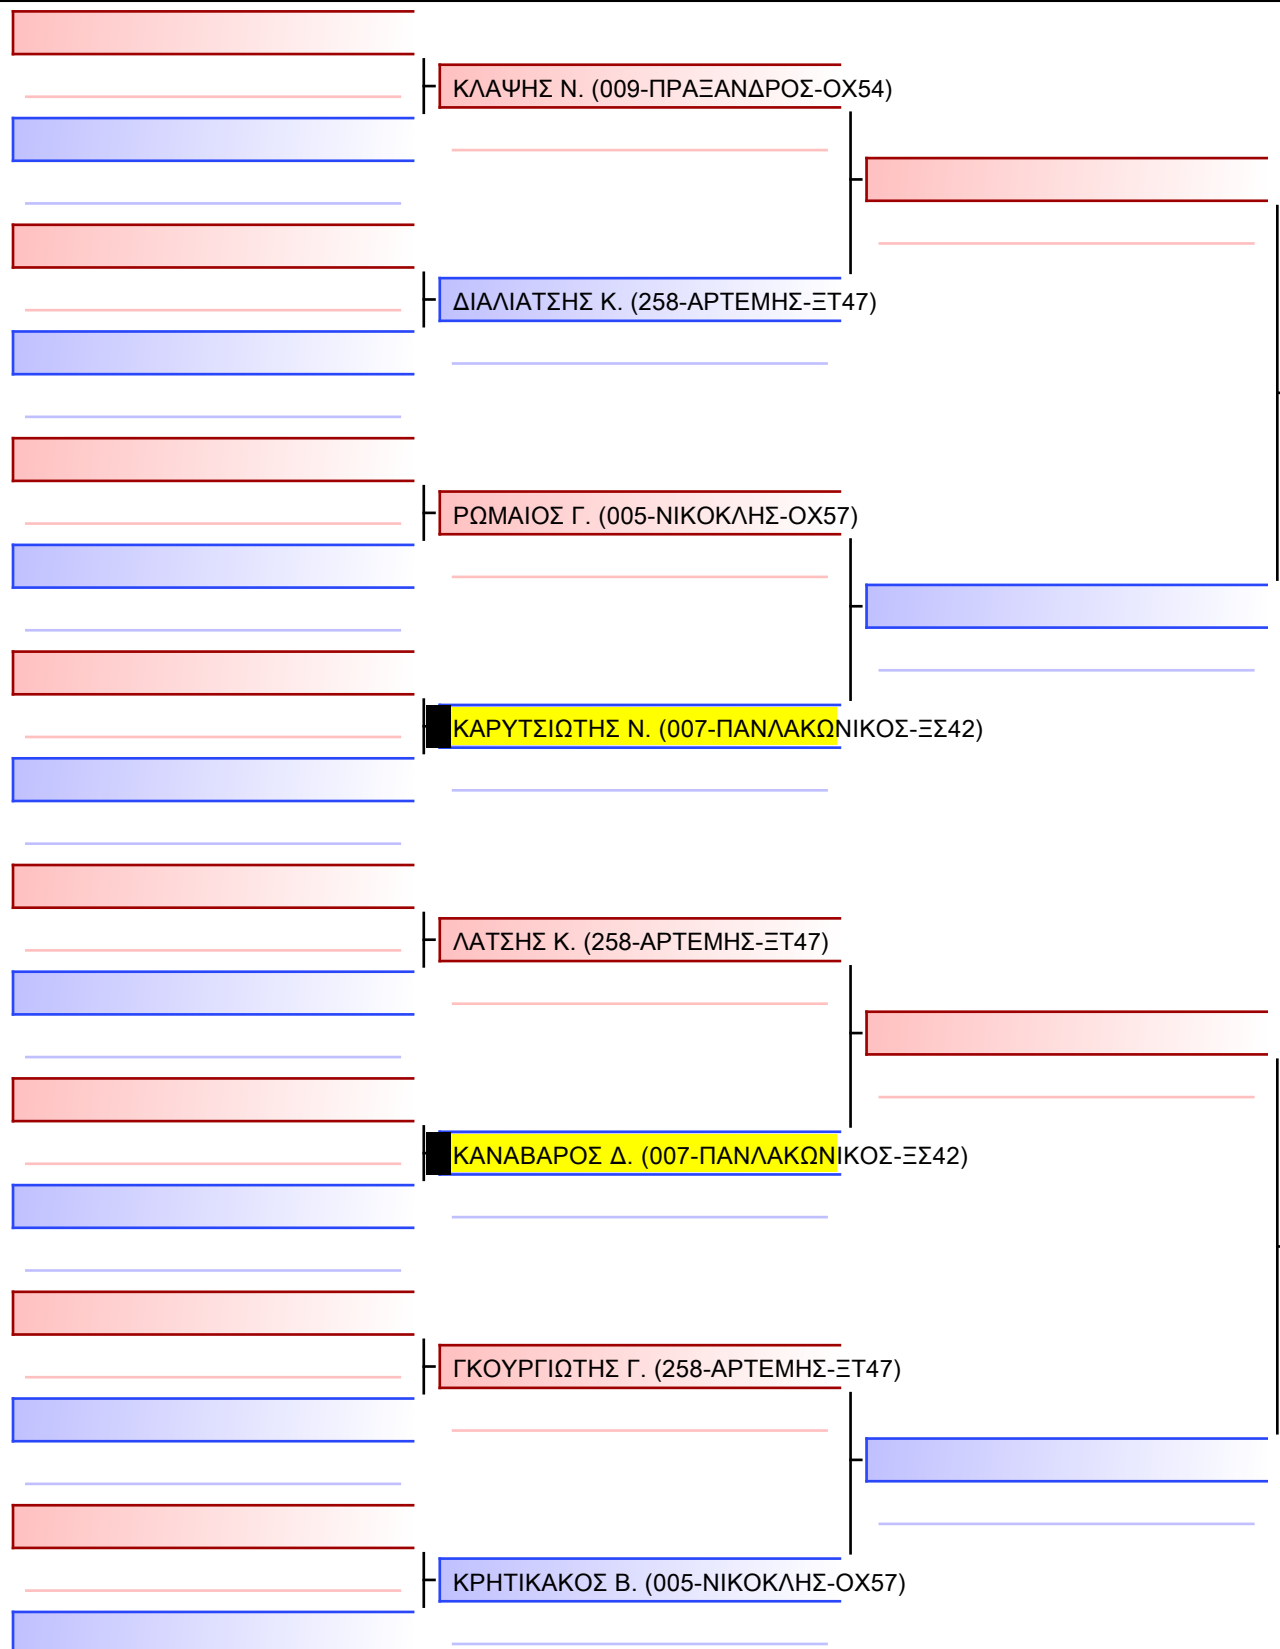 ΚΛΑΨΗΣ Ν. (009-ΠΡΑΞΑΝΔΡΟΣ-ΟΧ54)
ΔΙΑΛΙΑΤΣΗΣ Κ. (258-ΑΡΤΕΜΗΣ-ΞΤ47)
ΡΩΜΑΙΟΣ Γ. (005-ΝΙΚΟΚΛΗΣ-ΟΧ57)
ΚΑΡΥΤΣΙΩΤΗΣ Ν. (007-ΠΑΝΛΑΚΩΝΙΚΟΣ-ΞΣ42)
ΛΑΤΣΗΣ Κ. (258-ΑΡΤΕΜΗΣ-ΞΤ47)
ΚΑΝΑΒΑΡΟΣ Δ. (007-ΠΑΝΛΑΚΩΝΙΚΟΣ-ΞΣ42)
ΓΚΟΥΡΓΙΩΤΗΣ Γ. (258-ΑΡΤΕΜΗΣ-ΞΤ47)
ΚΡΗΤΙΚΑΚΟΣ Β. (005-ΝΙΚΟΚΛΗΣ-ΟΧ57)